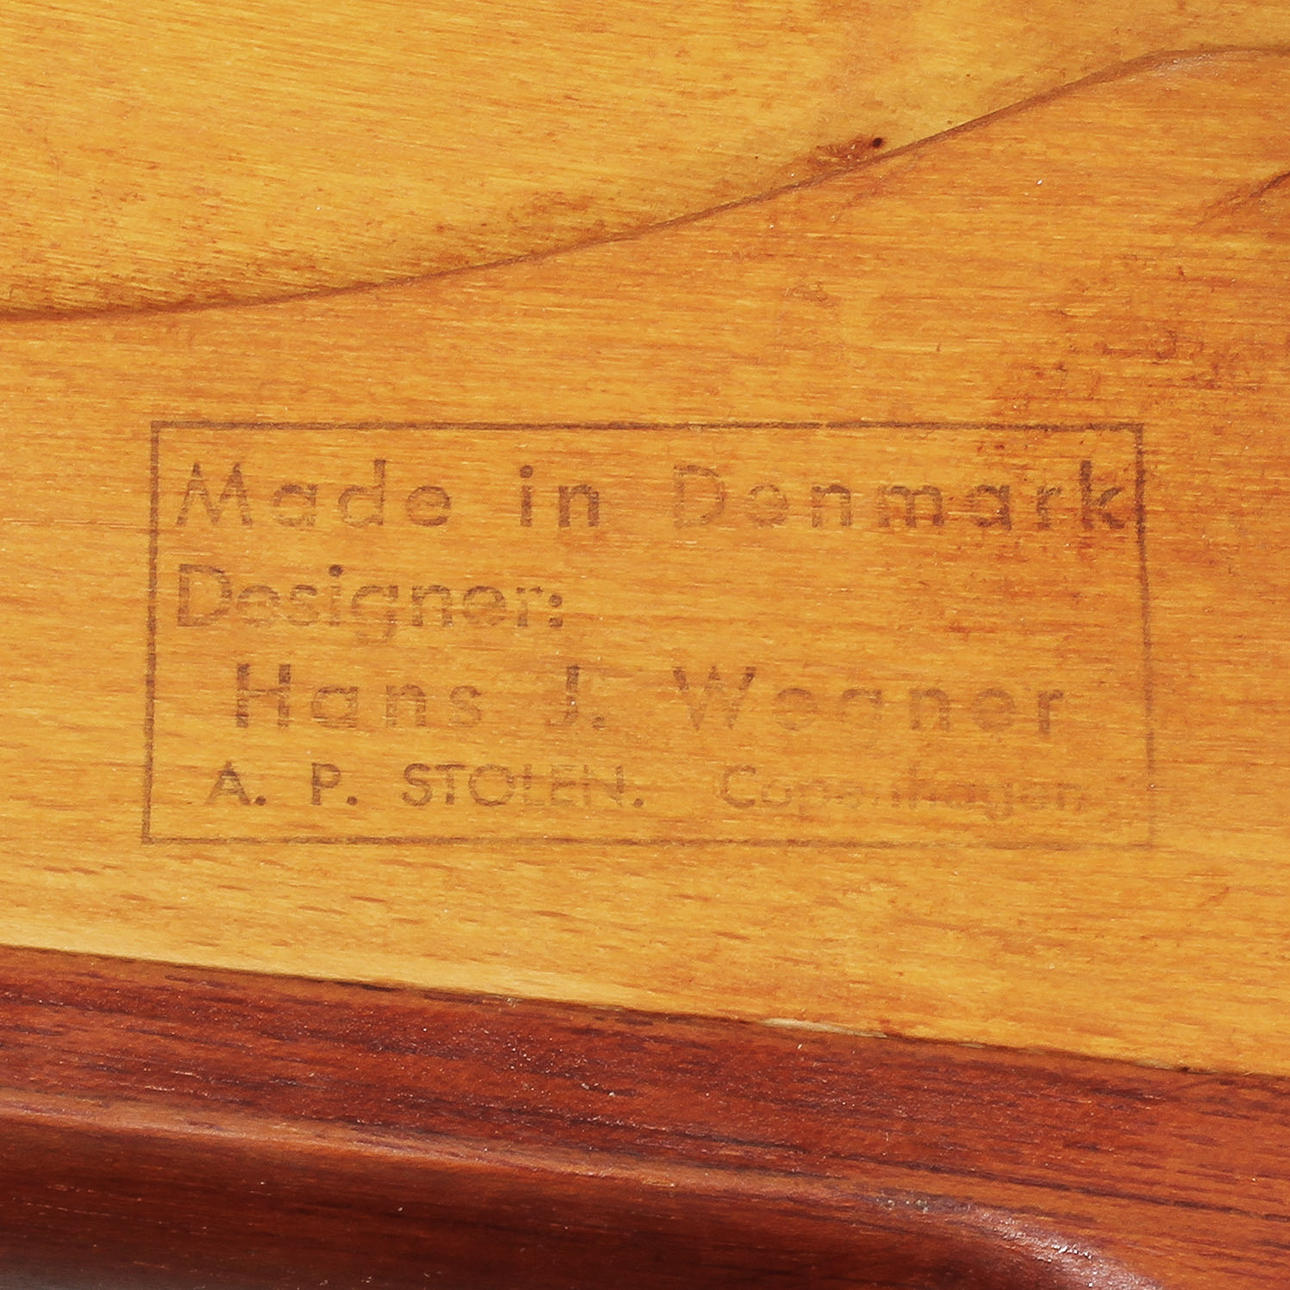 Made in Denmark
Designer:
Hans J. Wegner
A. P. STOLEN. Copenhagen